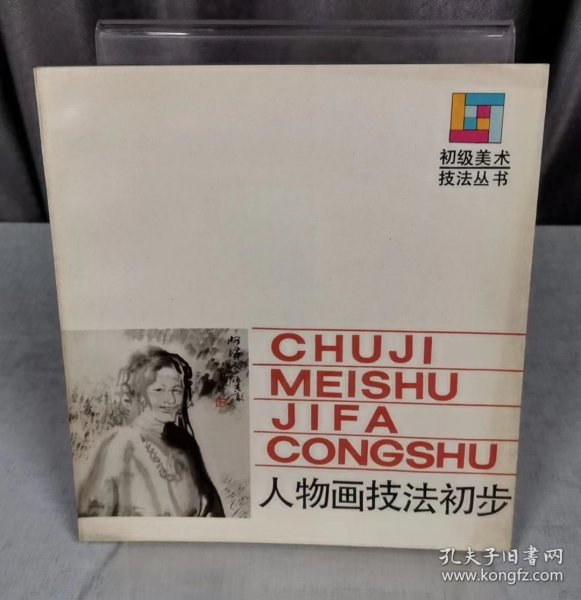 初级美术
技法丛书
CHUJI
MEISHU
JIFA
CONGSHU
人物画技法初步
孔夫子旧书网
www.kongfz.com